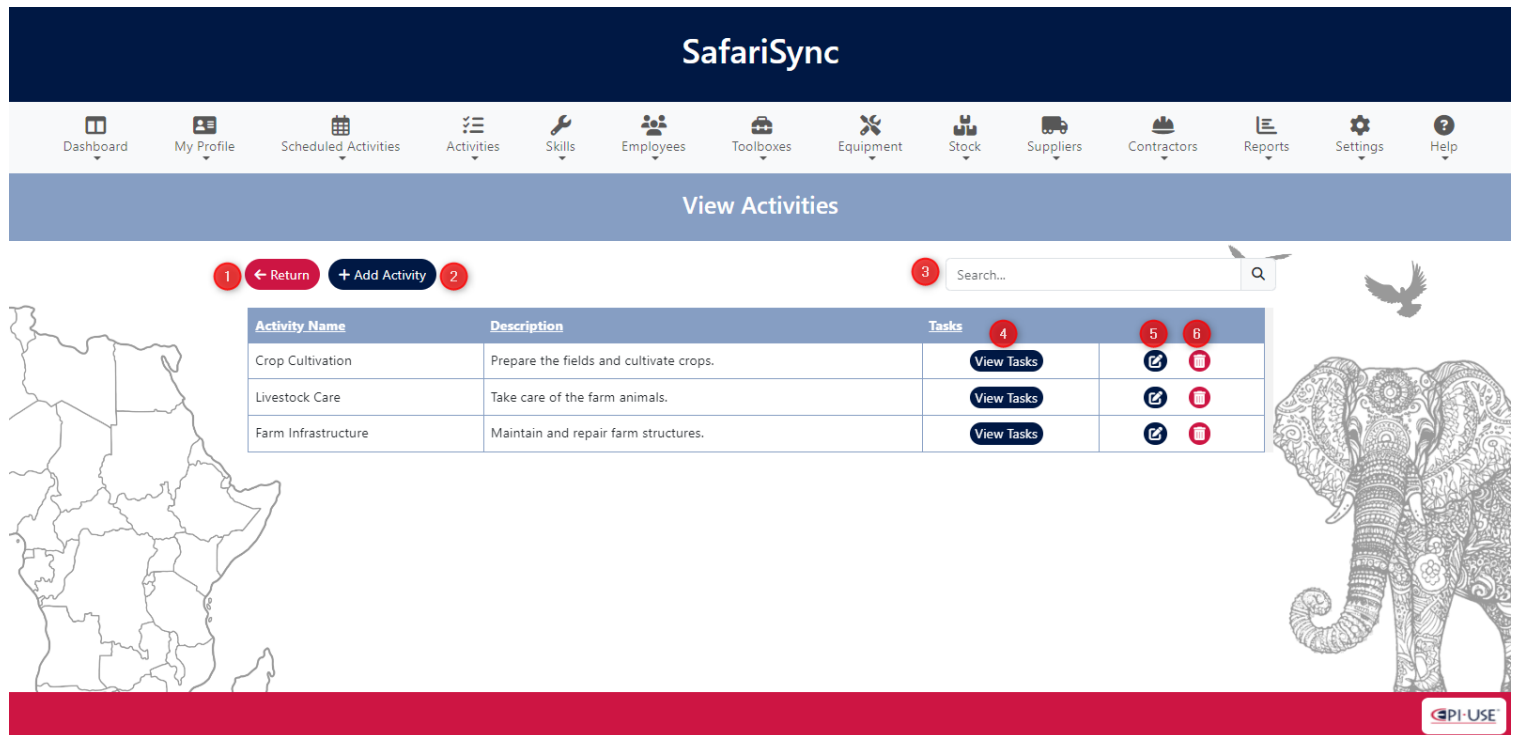 SafariSync
Dashboard My Profile Scheduled Activities Activities Skills Employees Toolboxes Equipment Stock Suppliers Contractors Reports Settings Help
View Activities
1 Return + Add Activity 2 3 Search...
Activity Name Description Tasks 4 5 6
Crop Cultivation Prepare the fields and cultivate crops. View Tasks
Livestock Care Take care of the farm animals. View Tasks
Farm Infrastructure Maintain and repair farm structures. View Tasks
EPI-USE